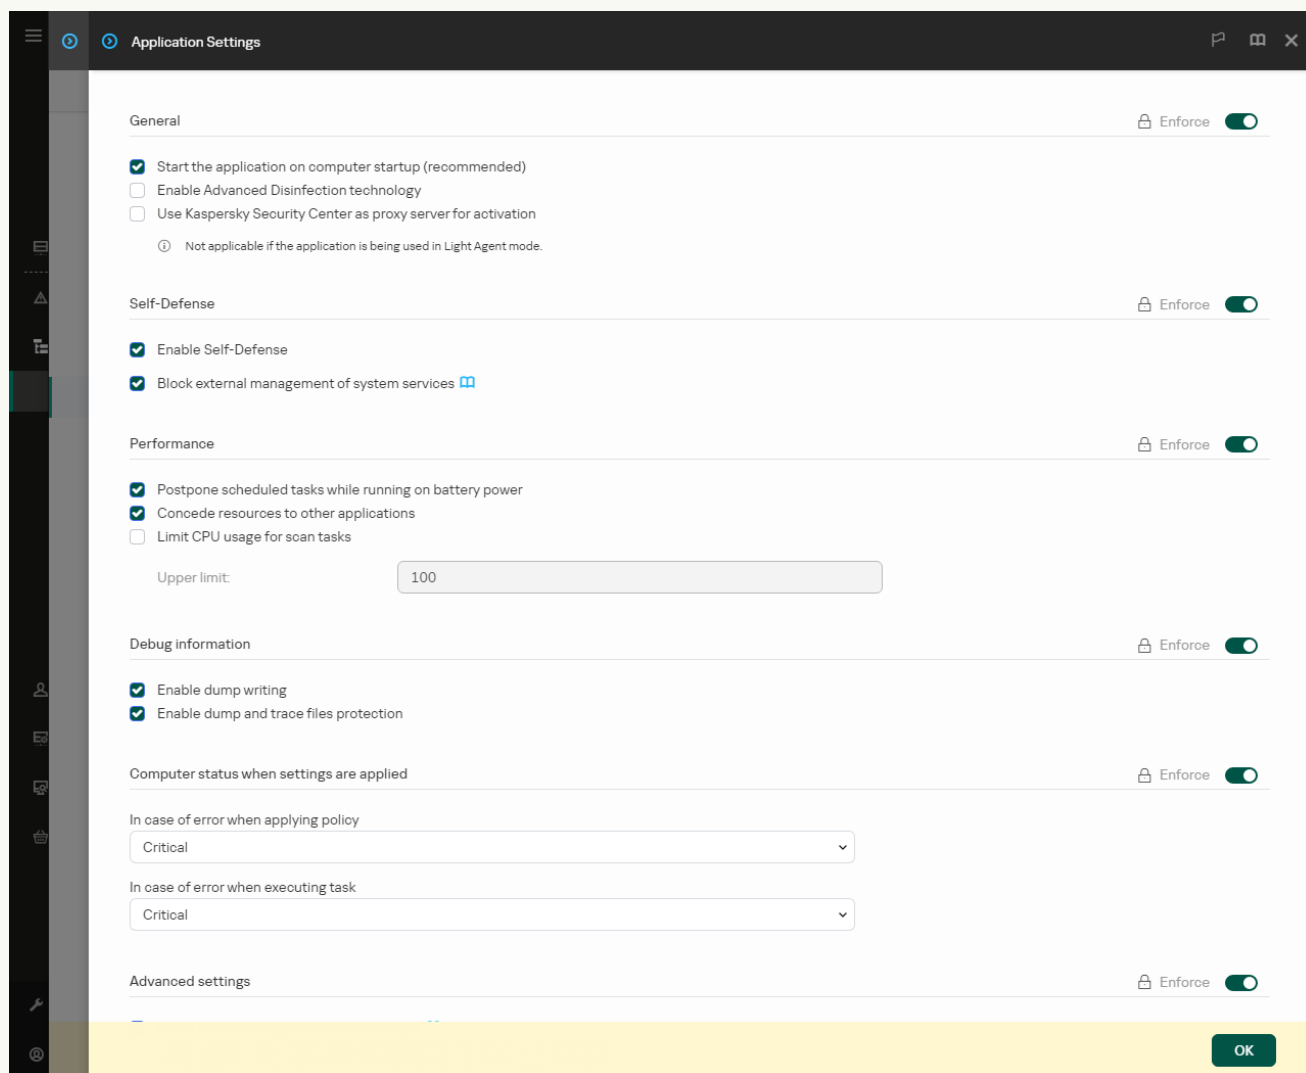 Application Settings
General
Enforce
Start the application on computer startup (recommended)
Enable Advanced Disinfection technology
Use Kaspersky Security Center as proxy server for activation
Not applicable if the application is being used in Light Agent mode.
Self-Defense
Enforce
Enable Self-Defense
Block external management of system services
Performance
Enforce
Postpone scheduled tasks while running on battery power
Concede resources to other applications
Limit CPU usage for scan tasks
Upper limit:
100
Debug information
Enforce
Enable dump writing
Enable dump and trace files protection
Computer status when settings are applied
Enforce
In case of error when applying policy
Critical
In case of error when executing task
Critical
Advanced settings
Enforce
OK